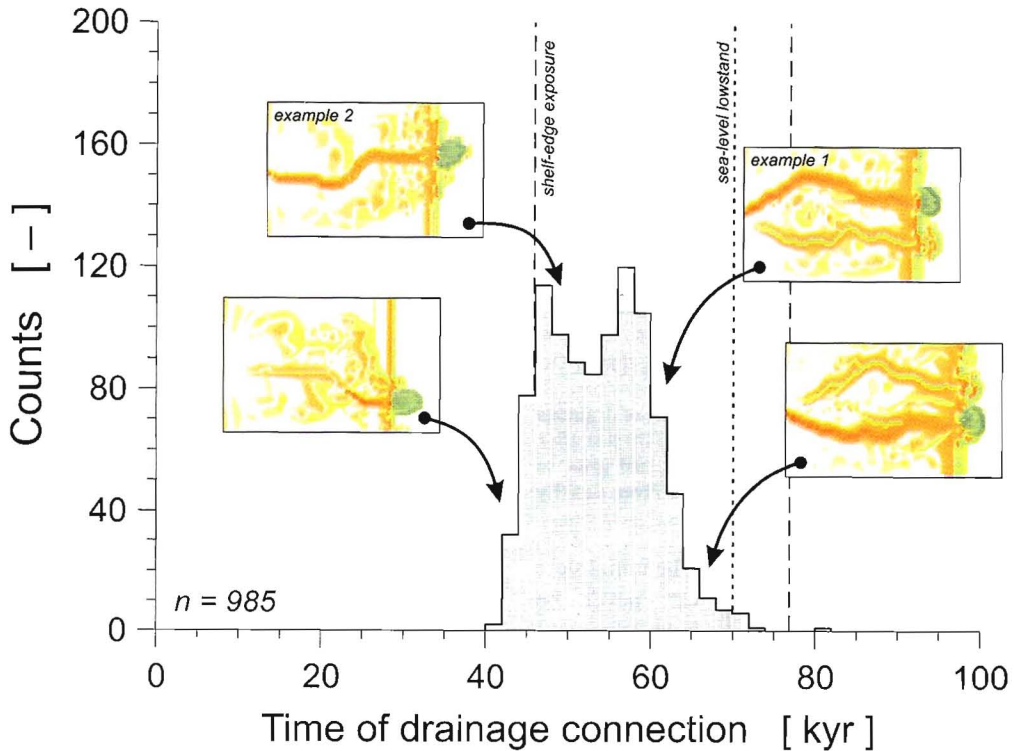 200
160
120
80
40
0
Counts [ – ]
example 2
shelf-edge exposure
sea-level lowstand
example 1
n = 985
0
20
40
60
80
100
Time of drainage connection [ kyr ]